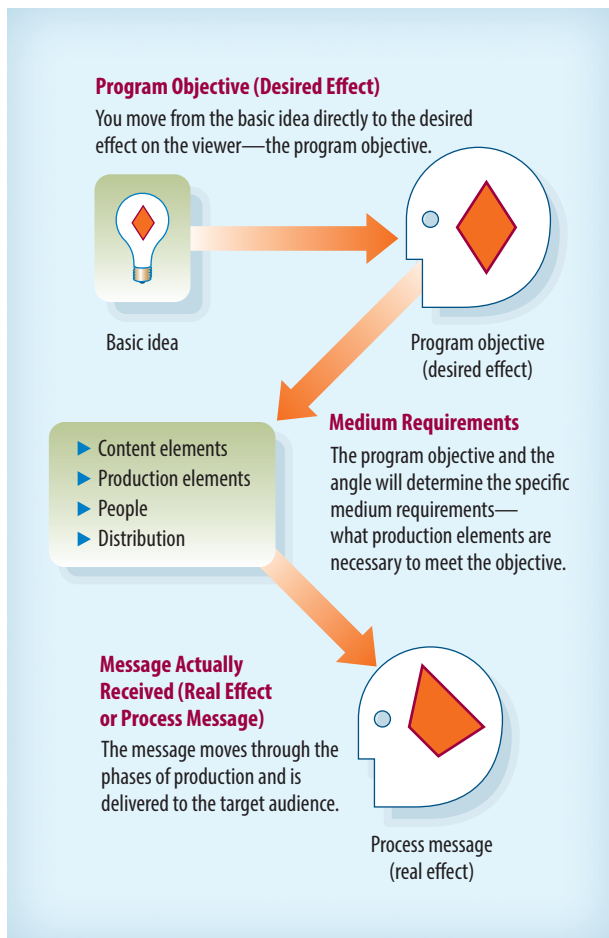 Program Objective (Desired Effect)
You move from the basic idea directly to the desired
effect on the viewer—the program objective.
Basic idea
Program objective
(desired effect)
Medium Requirements
The program objective and the
angle will determine the specific
medium requirements—
what production elements are
necessary to meet the objective.
Content elements
Production elements
People
Distribution
Message Actually
Received (Real Effect
or Process Message)
The message moves through the
phases of production and is
delivered to the target audience.
Process message
(real effect)